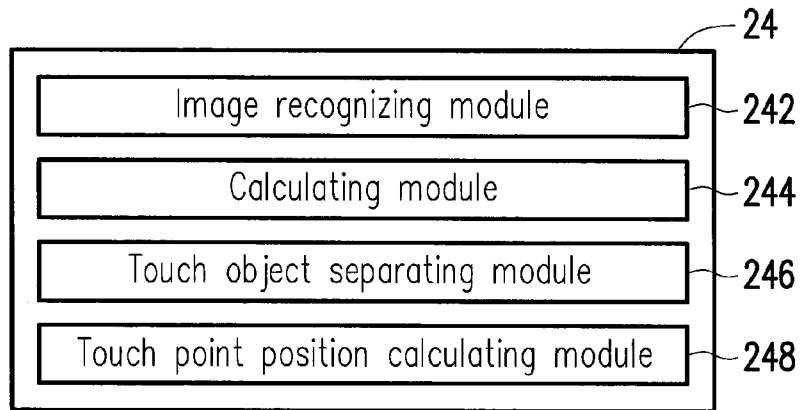 24
Image recognizing module
242
Calculating module
244
Touch object separating module
246
Touch point position calculating module
248